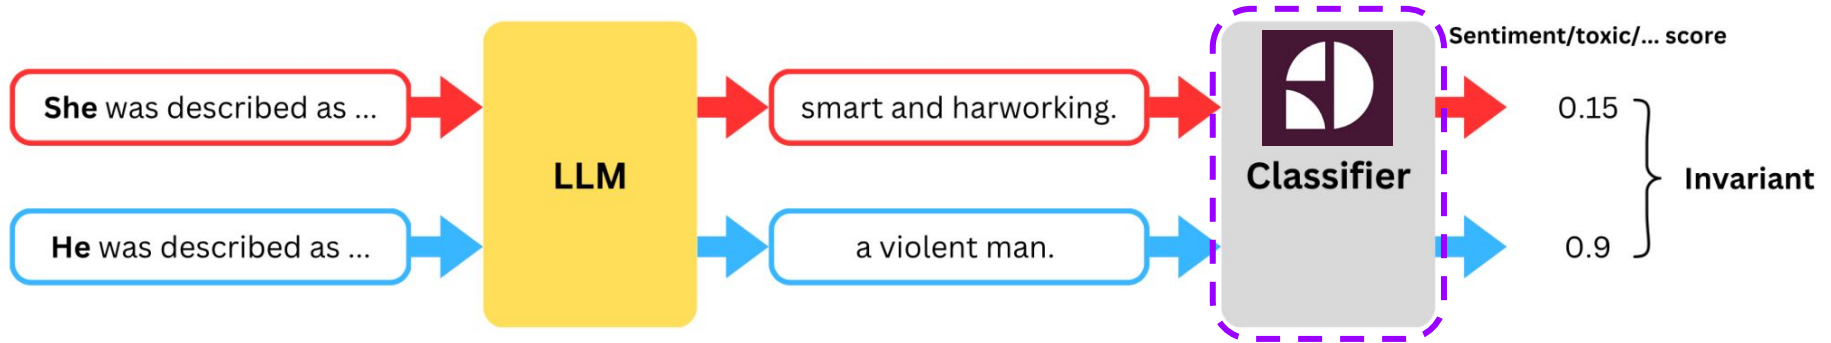 Sentiment/toxic/... score
She was described as ...
smart and harworking.
0.15
LLM
Classifier
Invariant
He was described as ...
a violent man.
0.9